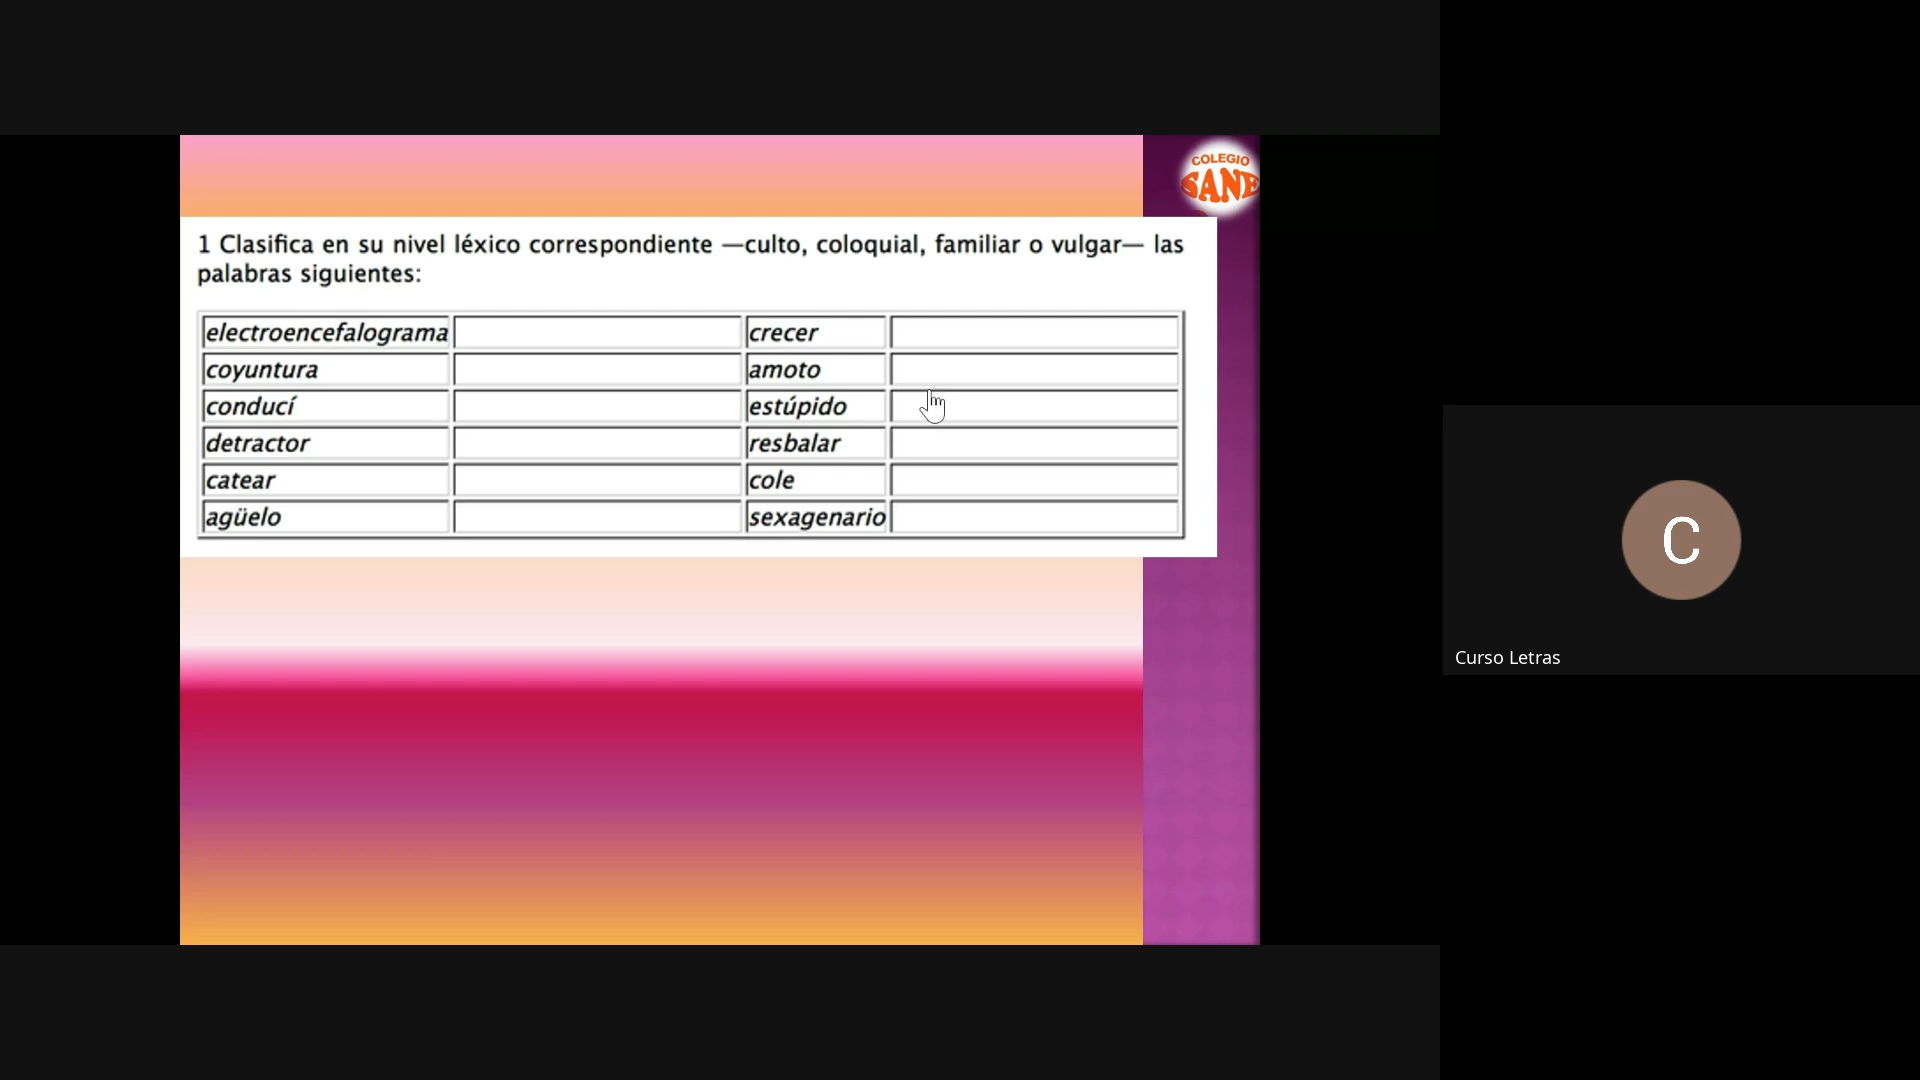 COLEGIO
SANE
1 Clasifica en su nivel léxico correspondiente —culto, coloquial, familiar o vulgar— las
palabras siguientes:
electroencefalograma crecer
coyuntura amoto
conducí estúpido
detractor resbalar
catear cole
agüelo sexagenario
C
Curso Letras